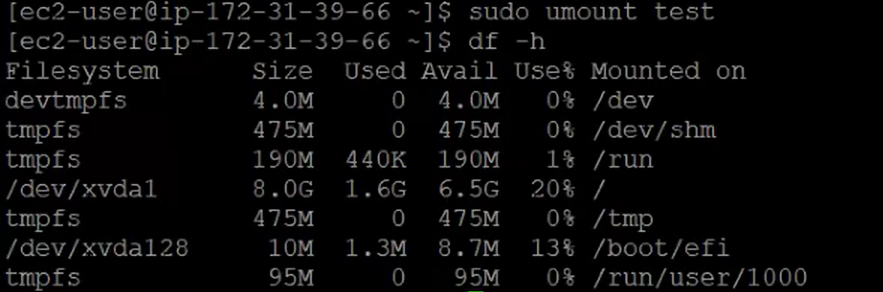 [ec2-user@ip-172-31-39-66 ~]$ sudo umount test
[ec2-user@ip-172-31-39-66 ~]$ df -h
Filesystem      Size  Used Avail Use% Mounted on
devtmpfs        4.0M     0  4.0M   0% /dev
tmpfs           475M     0  475M   0% /dev/shm
tmpfs           190M  440K  190M   1% /run
/dev/xvda1      8.0G  1.6G  6.5G  20% /
tmpfs           475M     0  475M   0% /tmp
/dev/xvda128     10M  1.3M  8.7M  13% /boot/efi
tmpfs            95M     0   95M   0% /run/user/1000